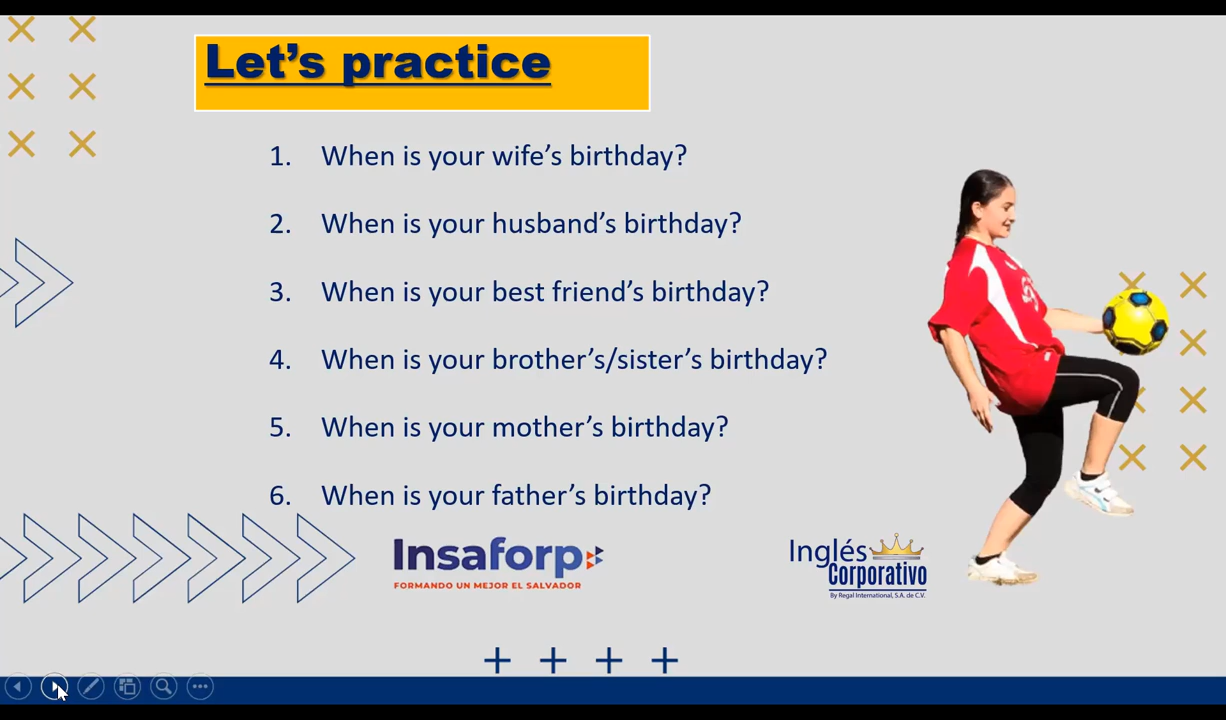 Let’s practice
1. When is your wife’s birthday?
2. When is your husband’s birthday?
3. When is your best friend’s birthday?
4. When is your brother’s/sister’s birthday?
5. When is your mother’s birthday?
6. When is your father’s birthday?
Insaforp
FORMANDO UN MEJOR EL SALVADOR
Inglés
Corporativo
By Regal International, S.A. de C.V.